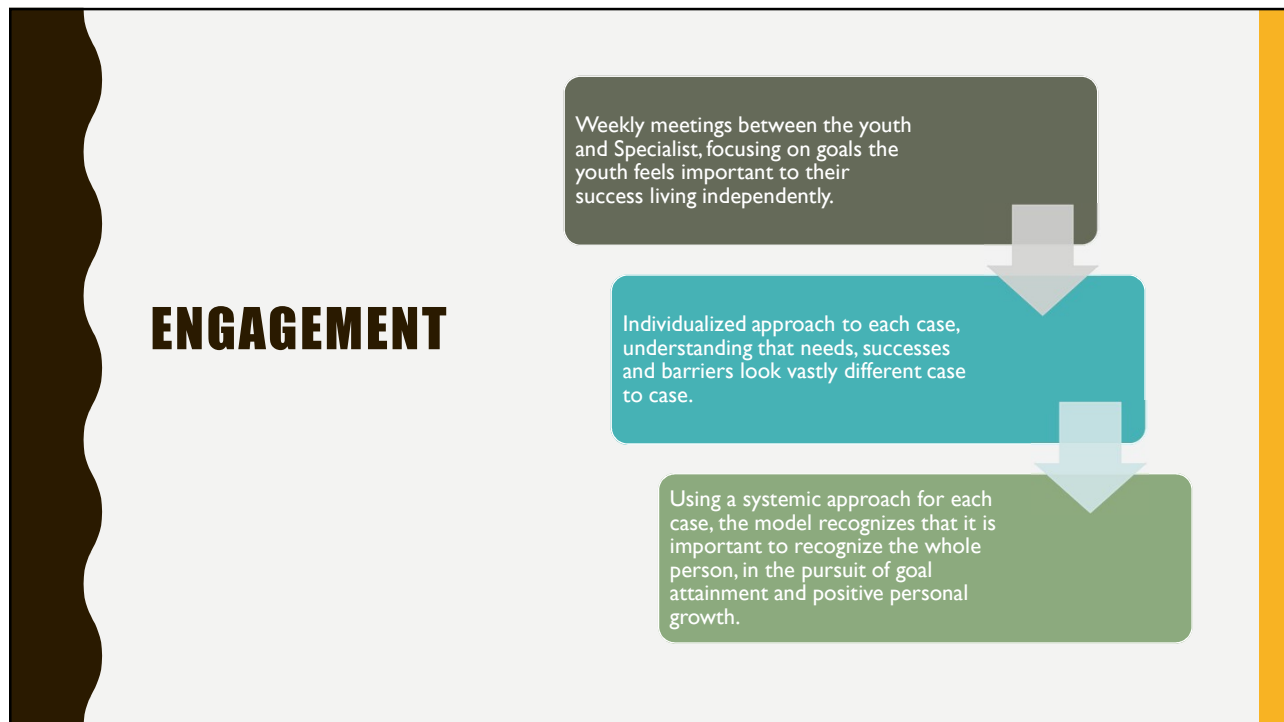 ENGAGEMENT
Weekly meetings between the youth
and Specialist, focusing on goals the
youth feels important to their
success living independently.
Individualized approach to each case,
understanding that needs, successes
and barriers look vastly different case
to case.
Using a systemic approach for each
case, the model recognizes that it is
important to recognize the whole
person, in the pursuit of goal
attainment and positive personal
growth.